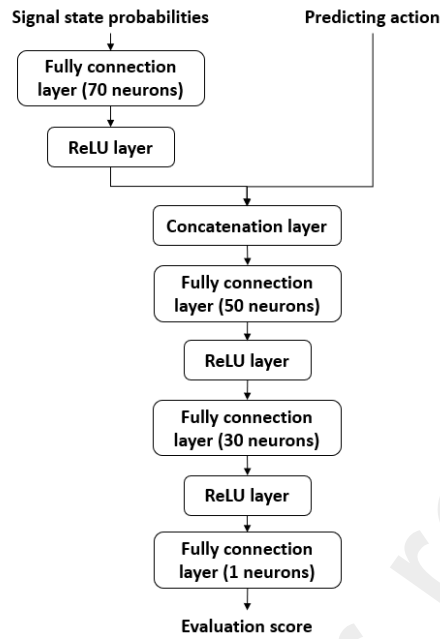 Signal state probabilities
Predicting action
Fully connection
layer (70 neurons)
ReLU layer
Concatenation layer
Fully connection
layer (50 neurons)
ReLU layer
Fully connection
layer (30 neurons)
ReLU layer
Fully connection
layer (1 neurons)
Evaluation score